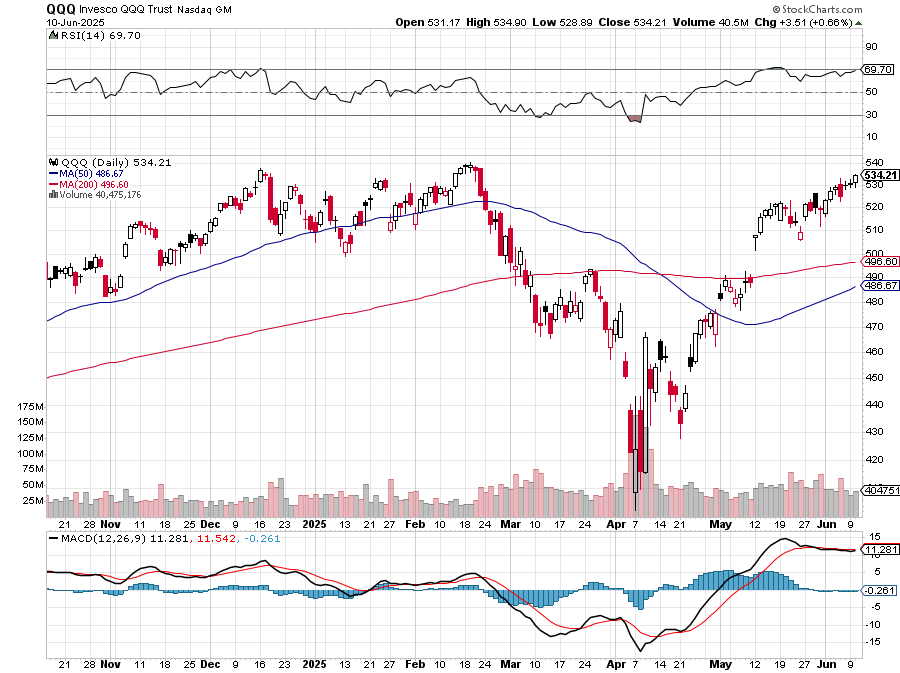 QQQ Invesco QQQ Trust Nasdaq GM
© StockCharts.com
10-Jun-2025
Open 531.17 High 534.90 Low 528.89 Close 534.21 Volume 40.5M Chg +3.51 (+0.66%)
RSI(14) 69.70
90
69.70
50
30
10
QQQ (Daily) 534.21
MA(50) 486.67
MA(200) 496.60
Volume 40,475,176
540
534.21
530
520
510
500
496.60
490
486.67
480
470
460
450
440
430
420
404751
175M
150M
125M
100M
75M
50M
25M
21 28 Nov 11 18 25 Dec 9 16 23 2025 13 21 27 Feb 10 18 24 Mar 10 17 24 Apr 7 14 21 May 12 19 27 Jun 9
MACD(12,26,9) 11.281, 11.542, -0.261
15
11.281
10
5
-0.261
-5
-10
-15
21 28 Nov 11 18 25 Dec 9 16 23 2025 13 21 27 Feb 10 18 24 Mar 10 17 24 Apr 7 14 21 May 12 19 27 Jun 9